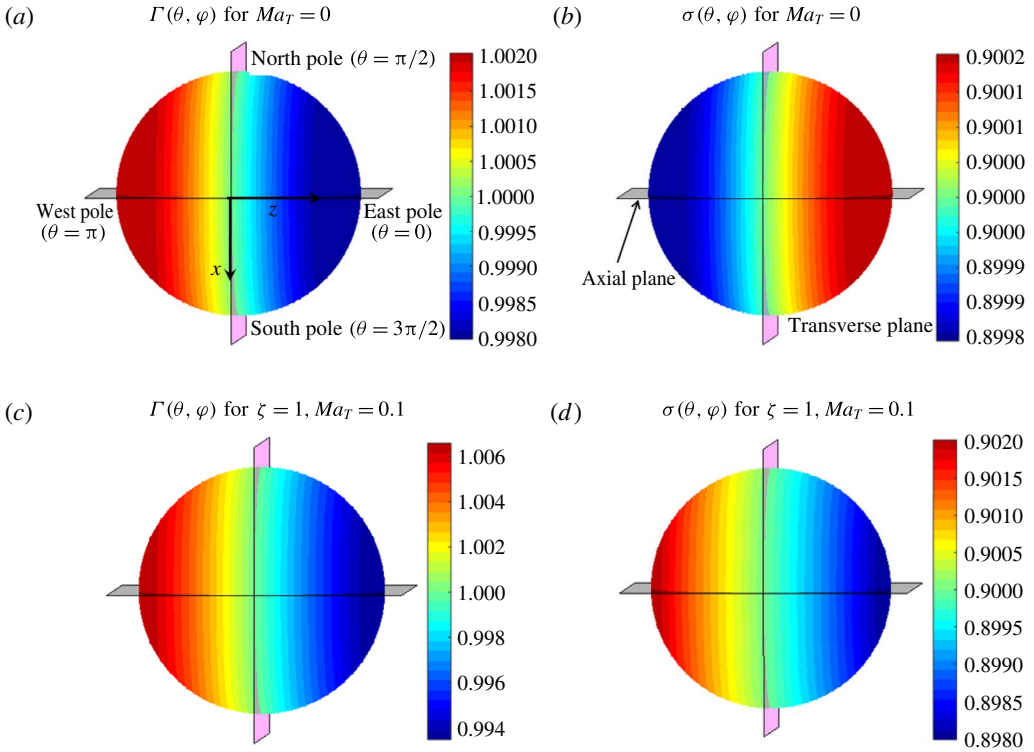 (a) Γ(θ, φ) for Ma_T = 0
North pole (θ = π/2)
West pole
(θ = π)
z
East pole
(θ = 0)
x
South pole (θ = 3π/2)
1.0020
1.0015
1.0010
1.0005
1.0000
0.9995
0.9990
0.9985
0.9980
(b) σ(θ, φ) for Ma_T = 0
Axial plane
Transverse plane
0.9002
0.9001
0.9001
0.9000
0.9000
0.9000
0.8999
0.8999
0.8998
(c) Γ(θ, φ) for ζ = 1, Ma_T = 0.1
1.006
1.004
1.002
1.000
0.998
0.996
0.994
(d) σ(θ, φ) for ζ = 1, Ma_T = 0.1
0.9020
0.9015
0.9010
0.9005
0.9000
0.8995
0.8990
0.8985
0.8980